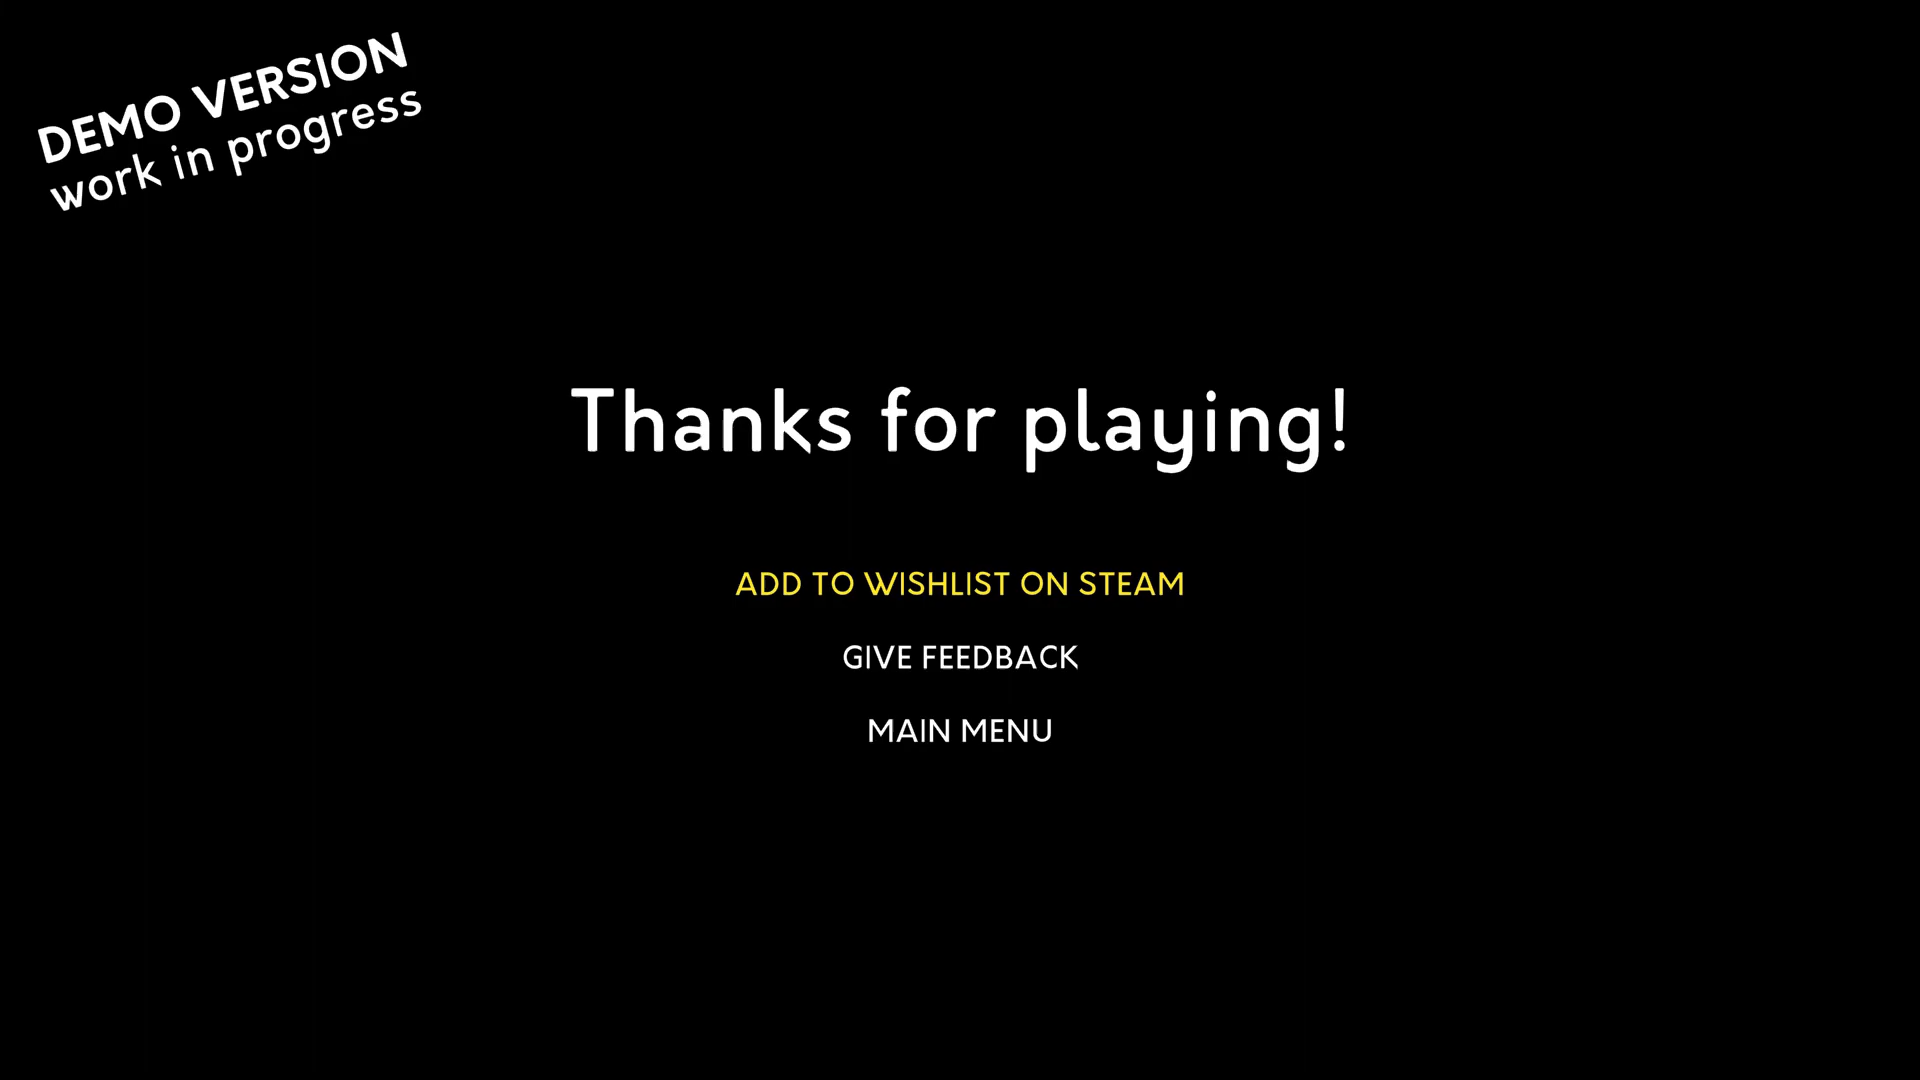 DEMO VERSION
work in progress
Thanks for playing!
ADD TO WISHLIST ON STEAM
GIVE FEEDBACK
MAIN MENU